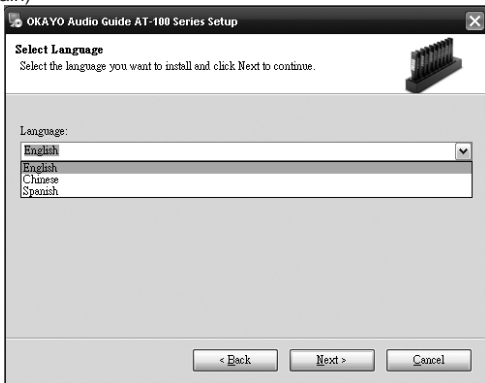 OKAYO Audio Guide AT-100 Series Setup
Select Language
Select the language you want to install and click Next to continue.
Language:
English
English
Chinese
Spanish
< Back
Next >
Cancel